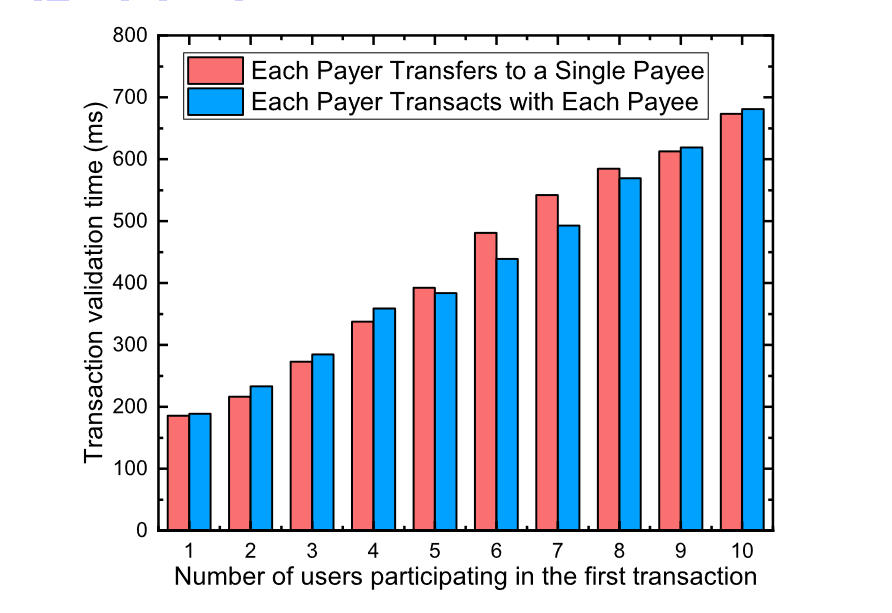 800
700
600
500
400
300
200
100
0
Transaction validation time (ms)
Each Payer Transfers to a Single Payee
Each Payer Transacts with Each Payee
1 2 3 4 5 6 7 8 9 10
Number of users participating in the first transaction